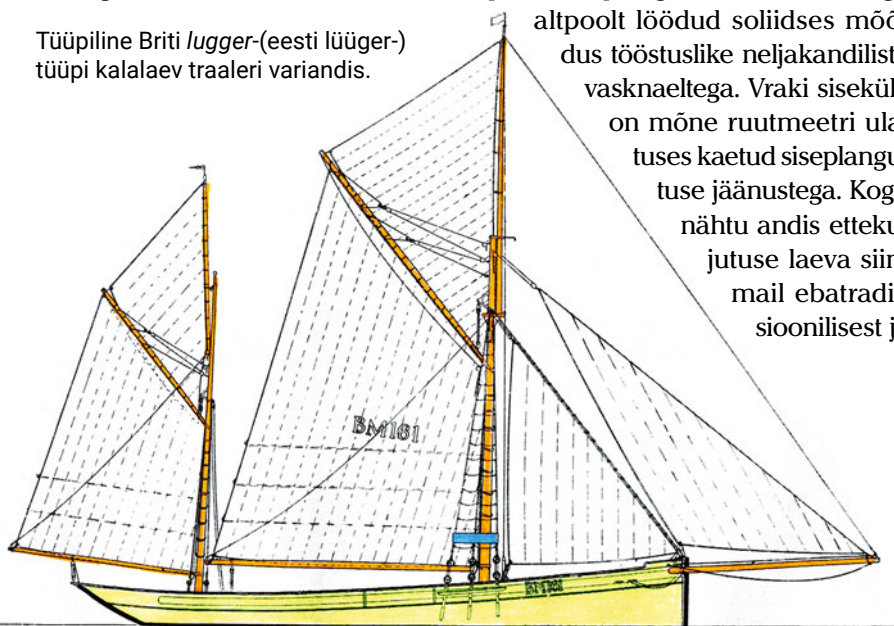 Tüüpiline Briti lugger-(eesti lüüger-)
tüüpi kalalaev traaleri variandis.
altpoolt löödud soliidses mõõ
dus tööstuslike neljakandilist
vasknaeltega. Vraki sisekül
on mõne ruutmeetri ula
tuses kaetud siseplangu
tuse jäänustega. Kog
nähtu andis etteku
jutuse laeva siin
mail ebatradi
sioonilisest j
BM161